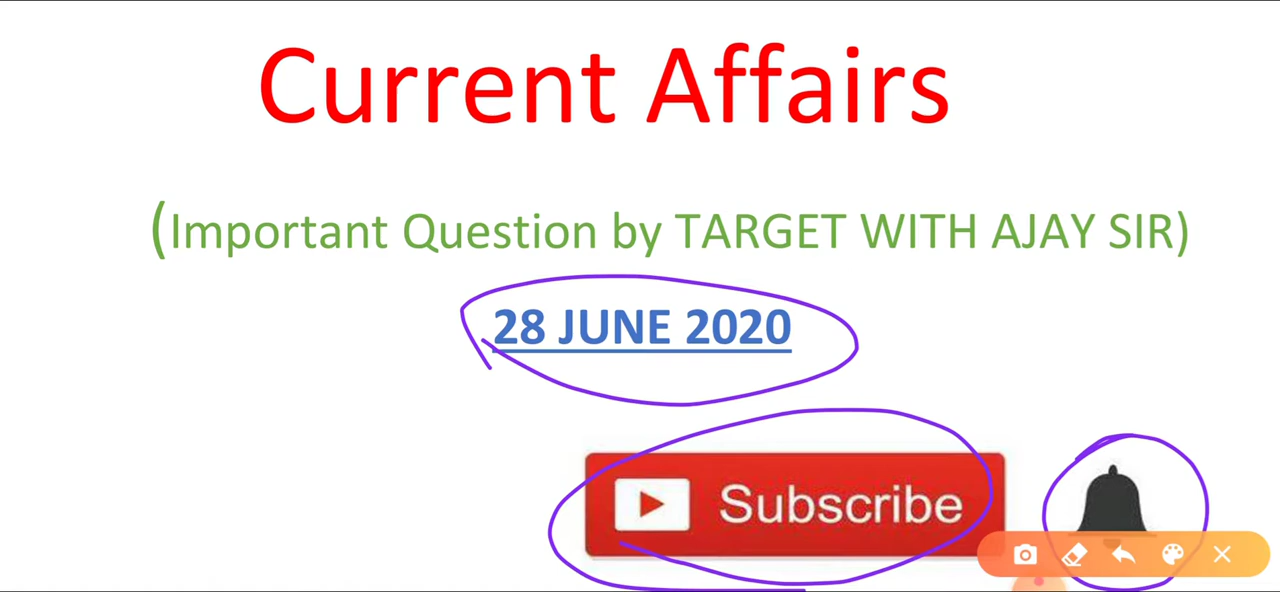 Current Affairs
(Important Question by TARGET WITH AJAY SIR)
28 JUNE 2020
Subscribe